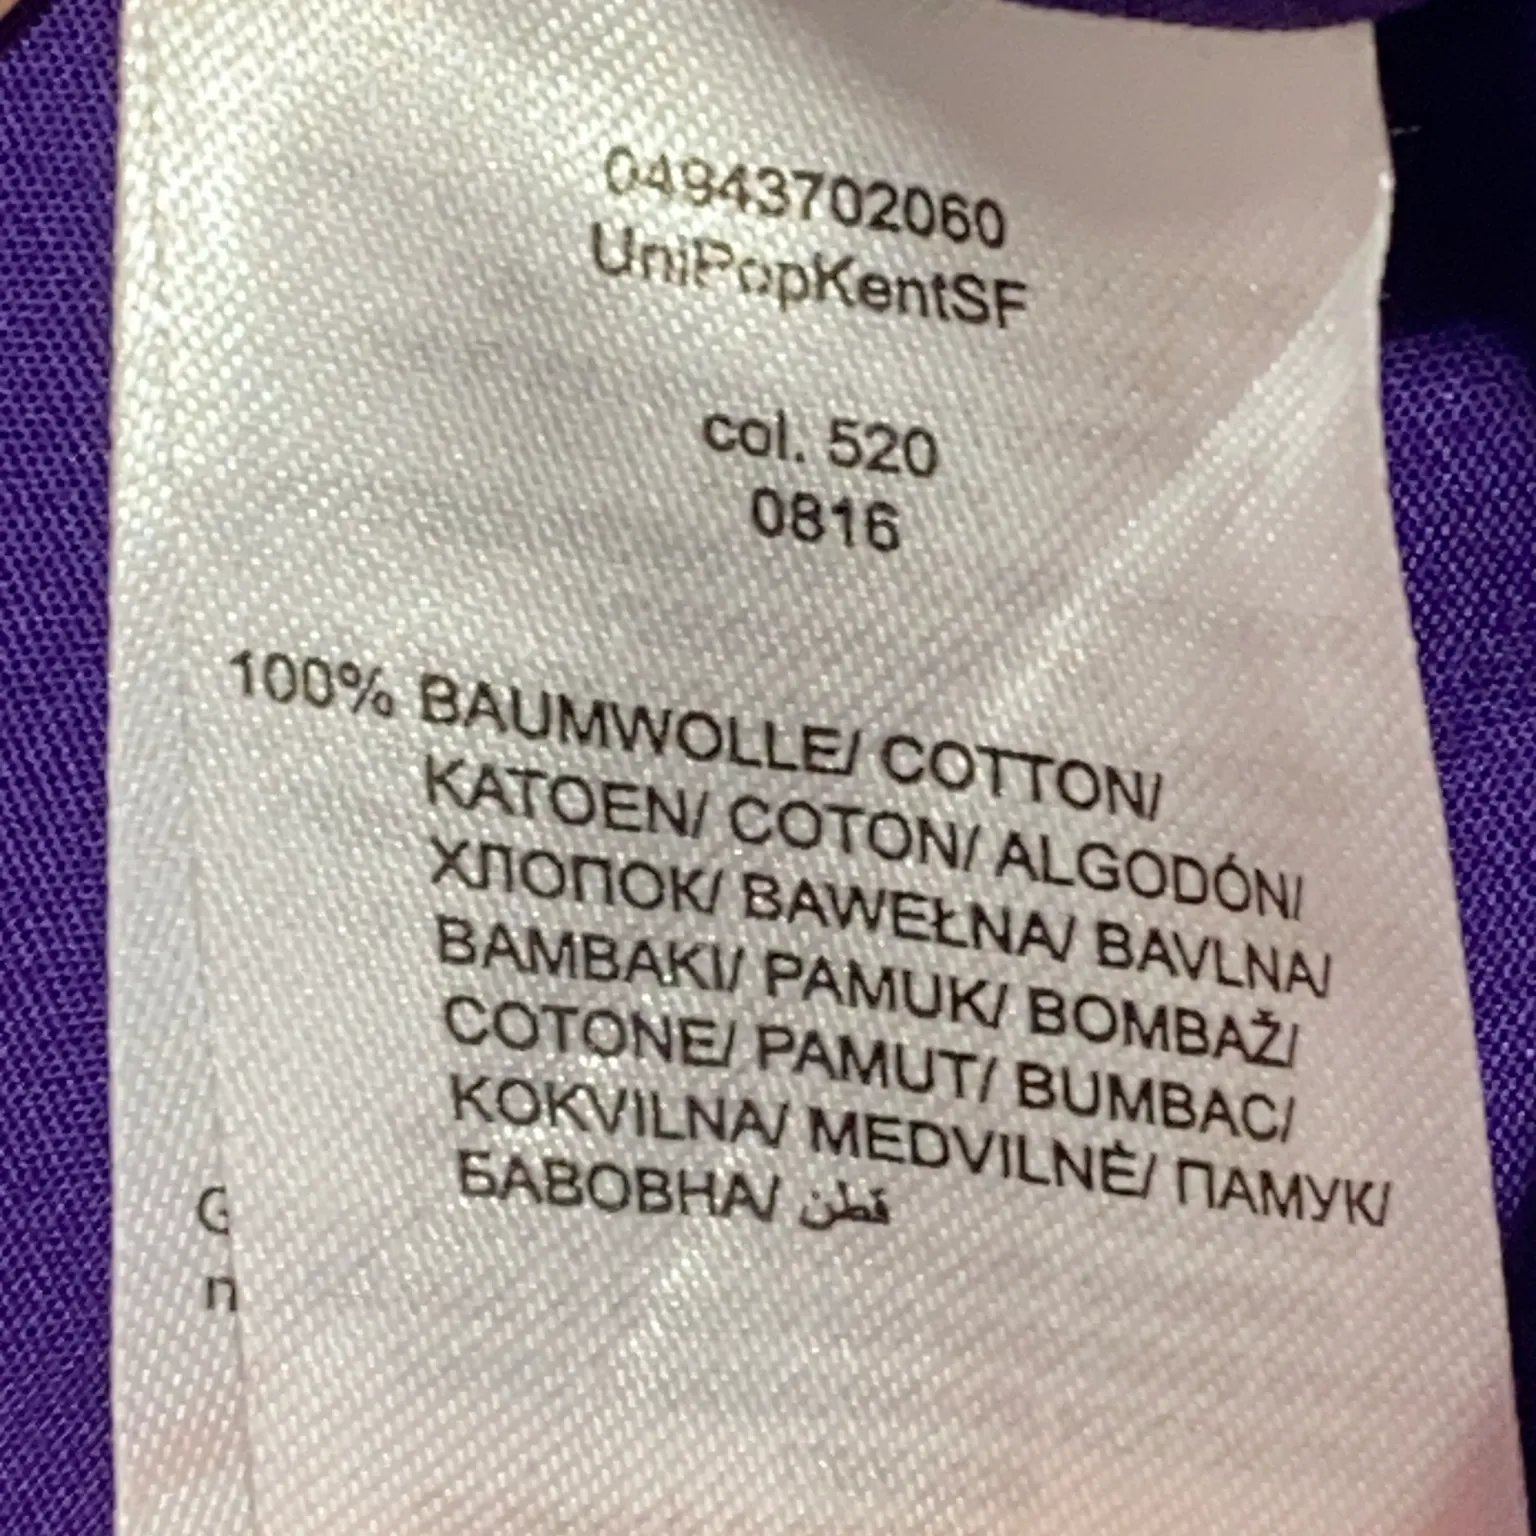 04943702060
UniPopKentSF
col. 520
0816
100% BAUMWOLLE/ COTTON/
KATOEN/ COTON/ ALGODÓN/
ХЛОПОК/ BAWEŁNA/ BAVLNA/
BAMBAKI/ PAMUK/ BOMBAŽ/
COTONE/ PAMUT/ BUMBAC/
KOKVILNA/ MEDVILNĖ/ ПАМУК/
БАВОВНА/ قطن